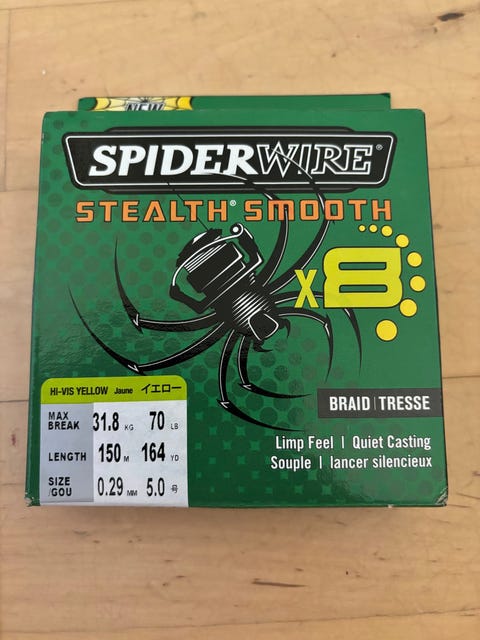 NEW
SPIDERWIRE®
STEALTH® SMOOTH
x8
HI-VIS YELLOW Jaune イエロー
MAX BREAK 31.8 KG 70 LB
LENGTH 150 M 164 YD
SIZE /GOU 0.29 MM 5.0 号
BRAID | TRESSE
Limp Feel | Quiet Casting
Souple | lancer silencieux